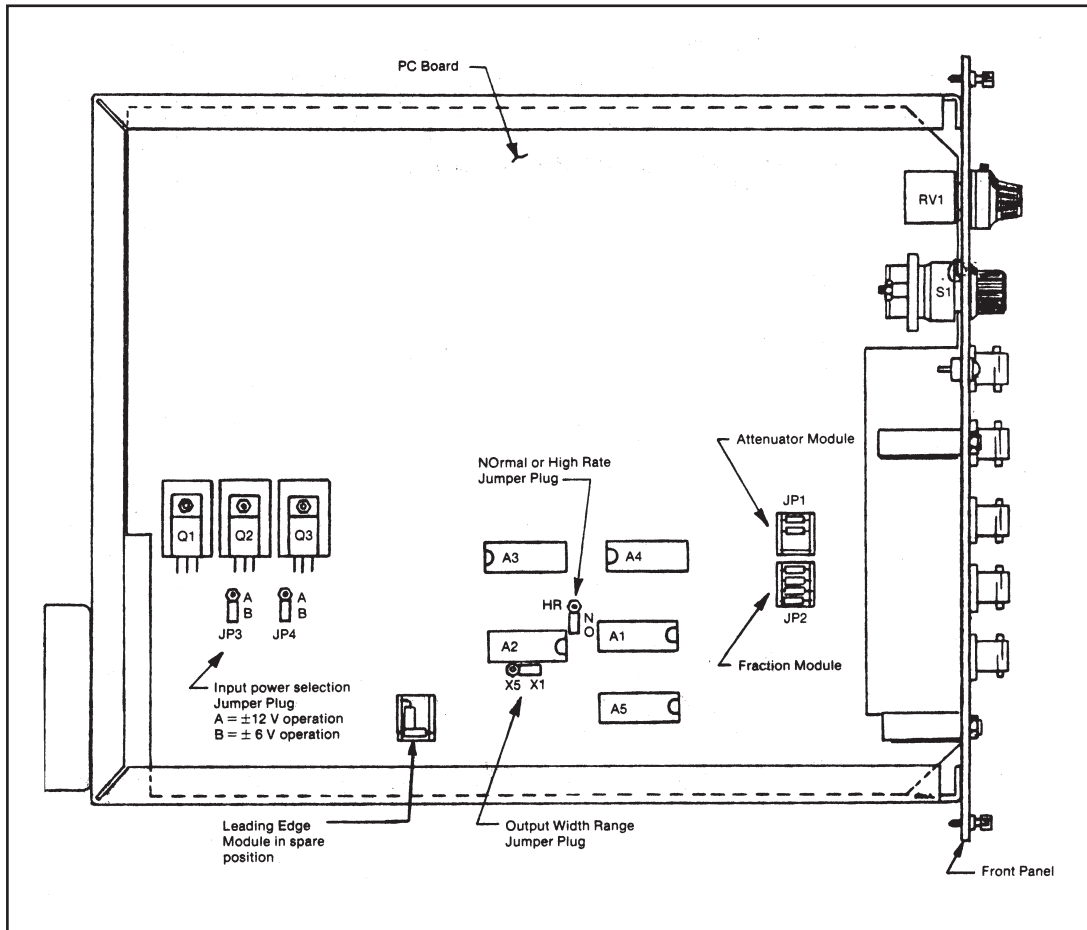 PC Board
RV1
S1
Attenuator Module
NOrmal or High Rate
Jumper Plug
JP1
Q1
Q2
Q3
A3
A4
A
B
A
B
HR
N
O
JP3
JP4
A2
A1
JP2
Fraction Module
X5 X1
Input power selection
Jumper Plug
A = ±12 V operation
B = ± 6 V operation
A5
Leading Edge
Module in spare
position
Output Width Range
Jumper Plug
Front Panel